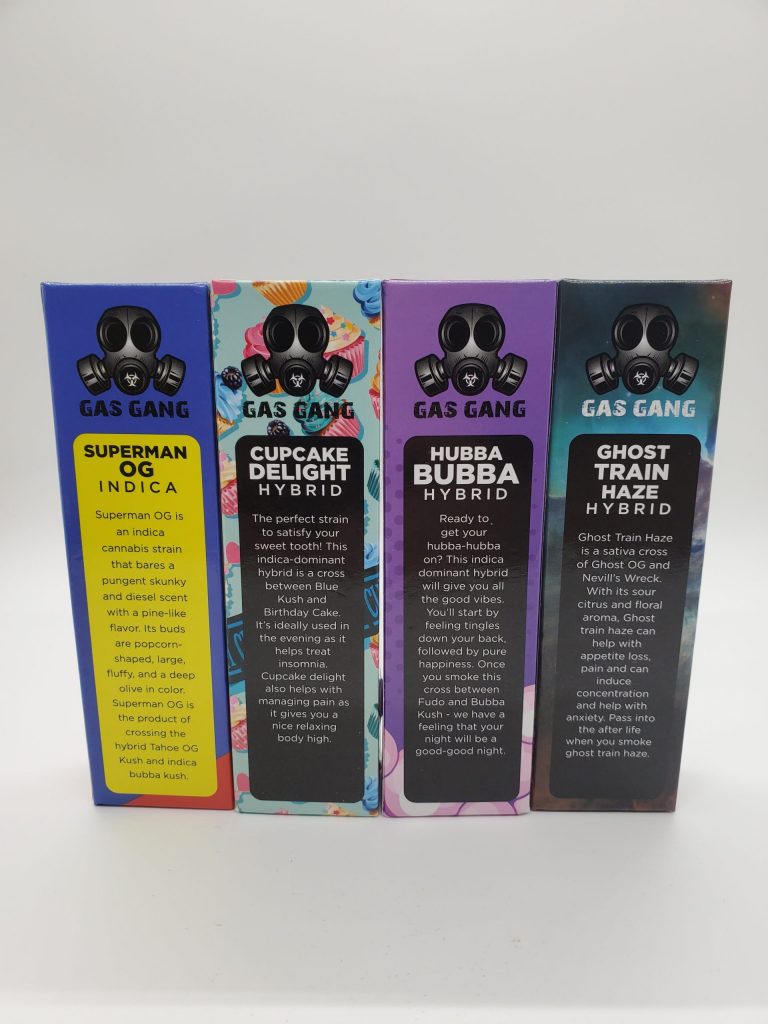 GAS GANG
SUPERMAN
OG
INDICA
Superman OG is
an indica
cannabis strain
that bares a
pungent skunky
and diesel scent
with a pine-like
flavor. Its buds
are popcorn-
shaped, large,
fluffy, and a deep
olive in color.
Superman OG is
the product of
crossing the
hybrid Tahoe OG
Kush and indica
bubba kush.
GAS GANG
CUPCAKE
DELIGHT
HYBRID
The perfect strain
to satisfy your
sweet tooth! This
indica-dominant
hybrid is a cross
between Blue
Kush and
Birthday Cake.
It's ideally used in
the evening as it
helps treat
insomnia.
Cupcake delight
also helps with
managing pain as
it gives you a
nice relaxing
body high.
GAS GANG
HUBBA
BUBBA
HYBRID
Ready to
get your
hubba-hubba
on? This indica
dominant hybrid
will give you all
the good vibes.
You'll start by
feeling tingles
down your back,
followed by pure
happiness. Once
you smoke this
cross between
Fudo and Bubba
Kush - we have a
feeling that your
night will be a
good-good night.
GAS GANG
GHOST
TRAIN
HAZE
HYBRID
Ghost Train Haze
is a sativa cross
of Ghost OG and
Nevill's Wreck.
With its sour
citrus and floral
aroma, Ghost
train haze can
help with
appetite loss,
pain and can
induce
concentration
and help with
anxiety. Pass into
the after life
when you smoke
ghost train haze.